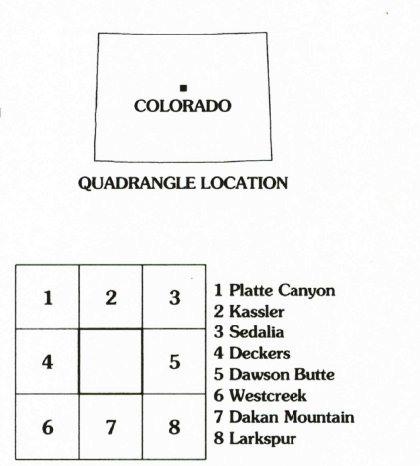 COLORADO
QUADRANGLE LOCATION
1 2 3
4 5
6 7 8
1 Platte Canyon
2 Kassler
3 Sedalia
4 Deckers
5 Dawson Butte
6 Westcreek
7 Dakan Mountain
8 Larkspur